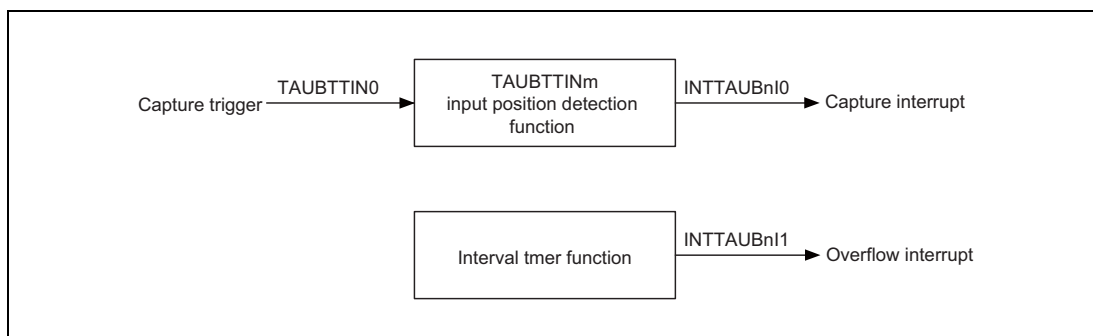 Capture trigger
TAUBTTIN0
TAUBTTINm
input position detection
function
INTTAUBnI0
Capture interrupt
Interval tmer function
INTTAUBnI1
Overflow interrupt